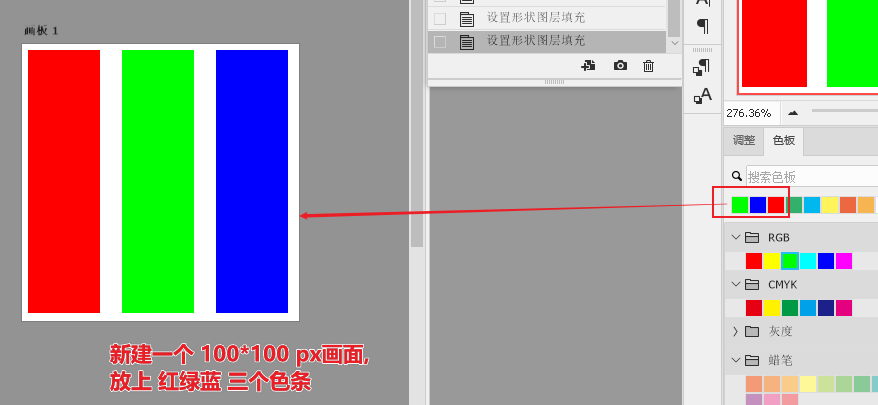 画板 1
设置形状图层填充
设置形状图层填充
276.36%
调整 色板
搜索色板
RGB
CMYK
灰度
蜡笔
新建一个 100*100 px画面,
放上 红绿蓝 三个色条